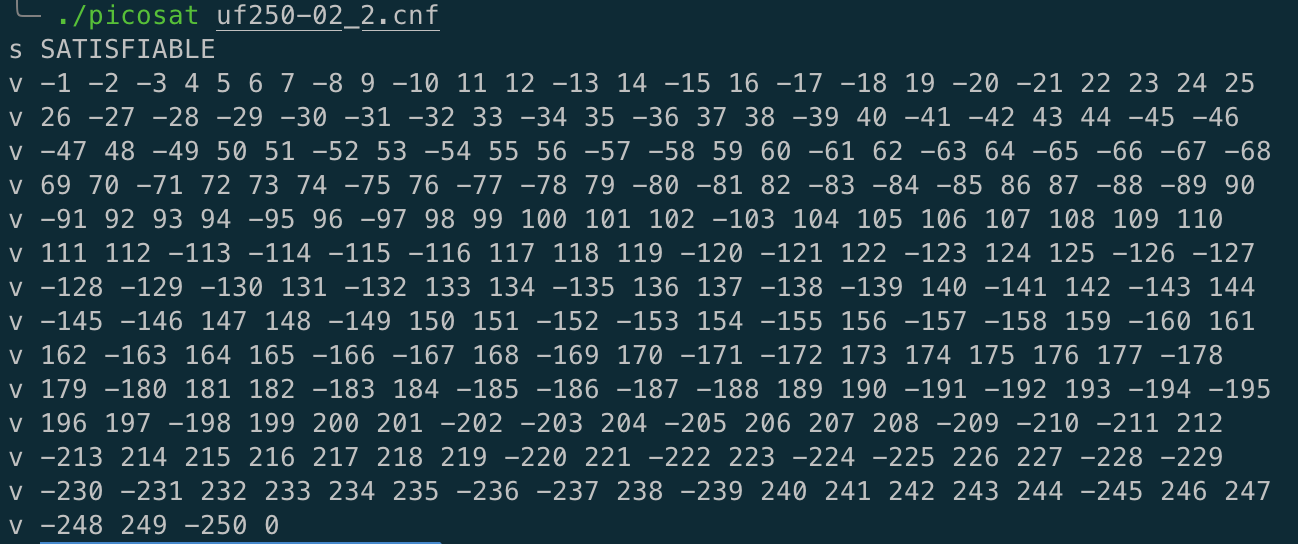 ./picosat uf250-02_2.cnf
s SATISFIABLE
v -1 -2 -3 4 5 6 7 -8 9 -10 11 12 -13 14 -15 16 -17 -18 19 -20 -21 22 23 24 25
v 26 -27 -28 -29 -30 -31 -32 33 -34 35 -36 37 38 -39 40 -41 -42 43 44 -45 -46
v -47 48 -49 50 51 -52 53 -54 55 56 -57 -58 59 60 -61 62 -63 64 -65 -66 -67 -68
v 69 70 -71 72 73 74 -75 76 -77 -78 79 -80 -81 82 -83 -84 -85 86 87 -88 -89 90
v -91 92 93 94 -95 96 -97 98 99 100 101 102 -103 104 105 106 107 108 109 110
v 111 112 -113 -114 -115 -116 117 118 119 -120 -121 122 -123 124 125 -126 -127
v -128 -129 -130 131 -132 133 134 -135 136 137 -138 -139 140 -141 142 -143 144
v -145 -146 147 148 -149 150 151 -152 -153 154 -155 156 -157 -158 159 -160 161
v 162 -163 164 165 -166 -167 168 -169 170 -171 -172 173 174 175 176 177 -178
v 179 -180 181 182 -183 184 -185 -186 -187 -188 189 190 -191 -192 193 -194 -195
v 196 197 -198 199 200 201 -202 -203 204 -205 206 207 208 -209 -210 -211 212
v -213 214 215 216 217 218 219 -220 221 -222 223 -224 -225 226 227 -228 -229
v -230 -231 232 233 234 235 -236 -237 238 -239 240 241 242 243 244 -245 246 247
v -248 249 -250 0